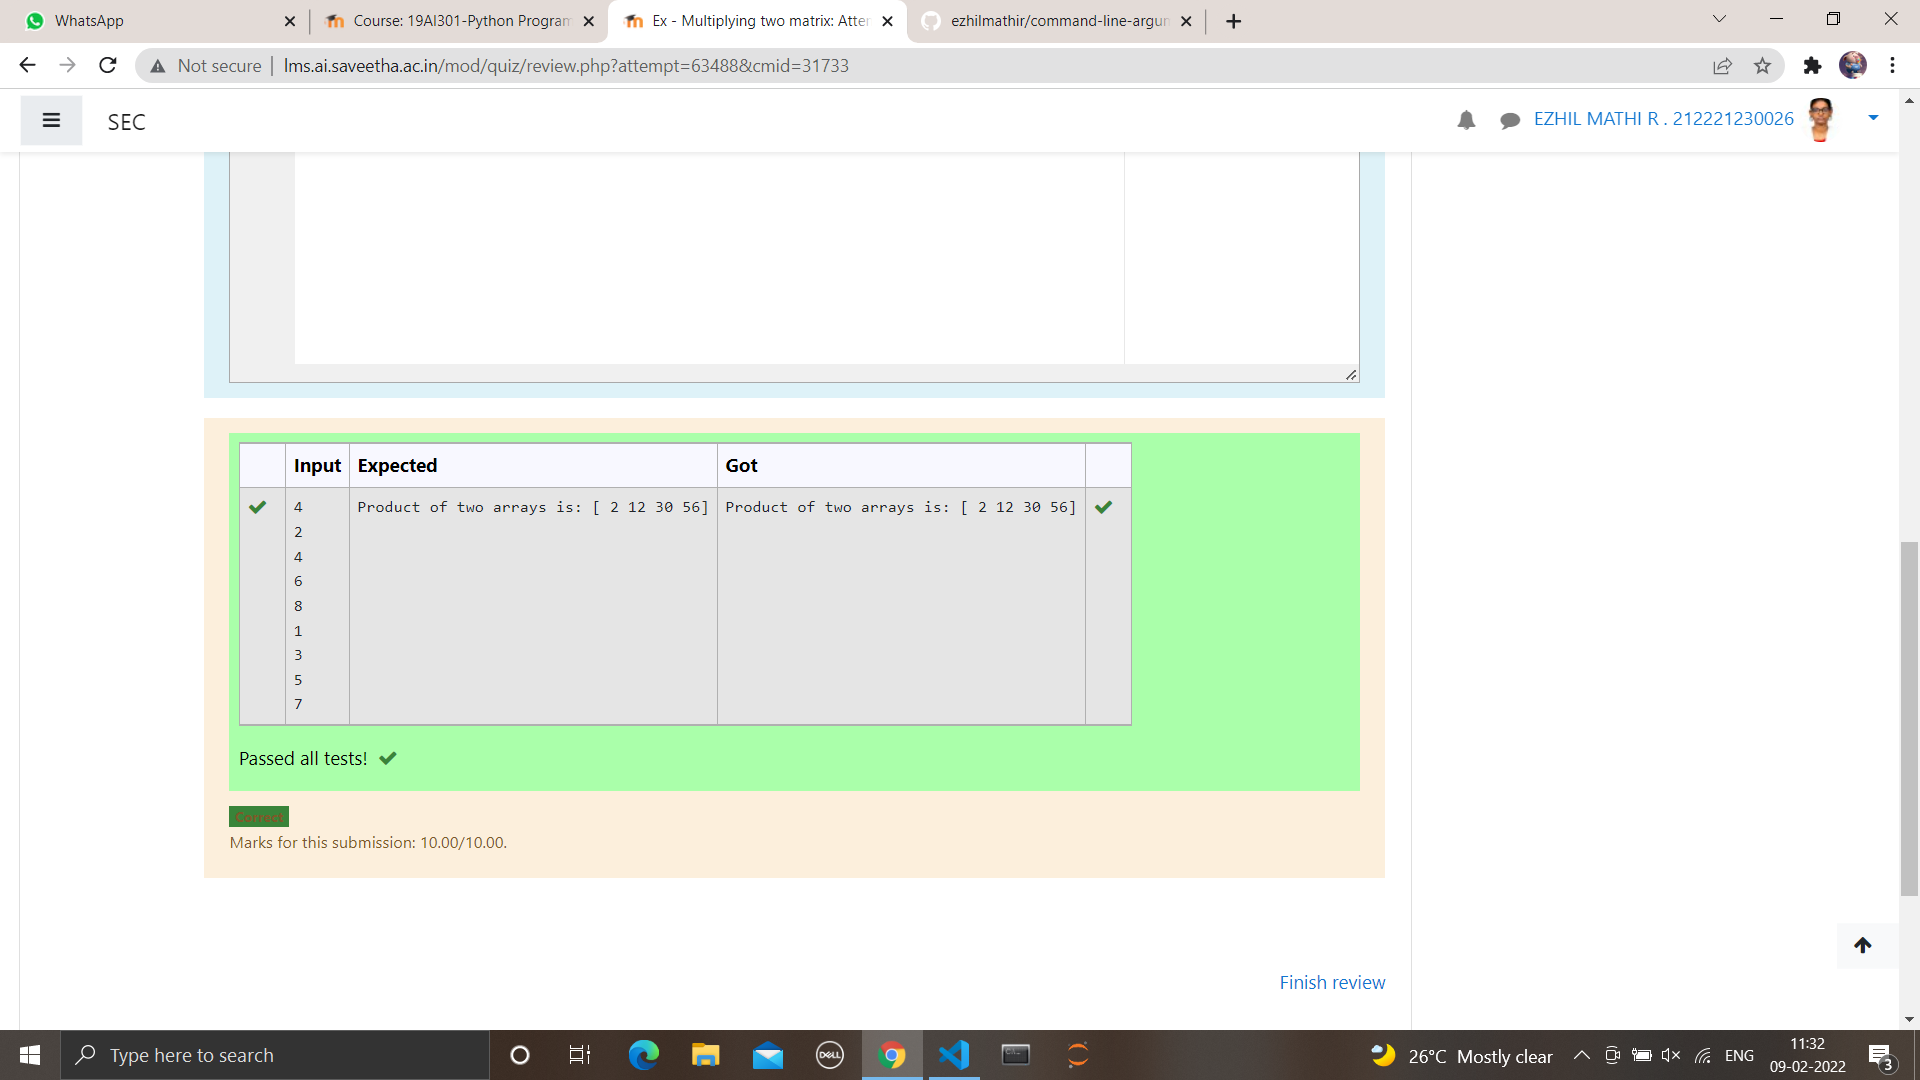 WhatsApp
Course: 19AI301-Python Program
Ex - Multiplying two matrix: Atter
ezhilmathir/command-line-argum
Not secure
lms.ai.saveetha.ac.in/mod/quiz/review.php?attempt=63488&cmid=31733
SEC
EZHIL MATHI R . 212221230026
Input Expected Got
4 Product of two arrays is: [ 2 12 30 56] Product of two arrays is: [ 2 12 30 56]
2
4
6
8
1
3
5
7
Passed all tests!
Correct
Marks for this submission: 10.00/10.00.
Finish review
Type here to search
DELL
26°C Mostly clear
ENG
11:32
09-02-2022
3